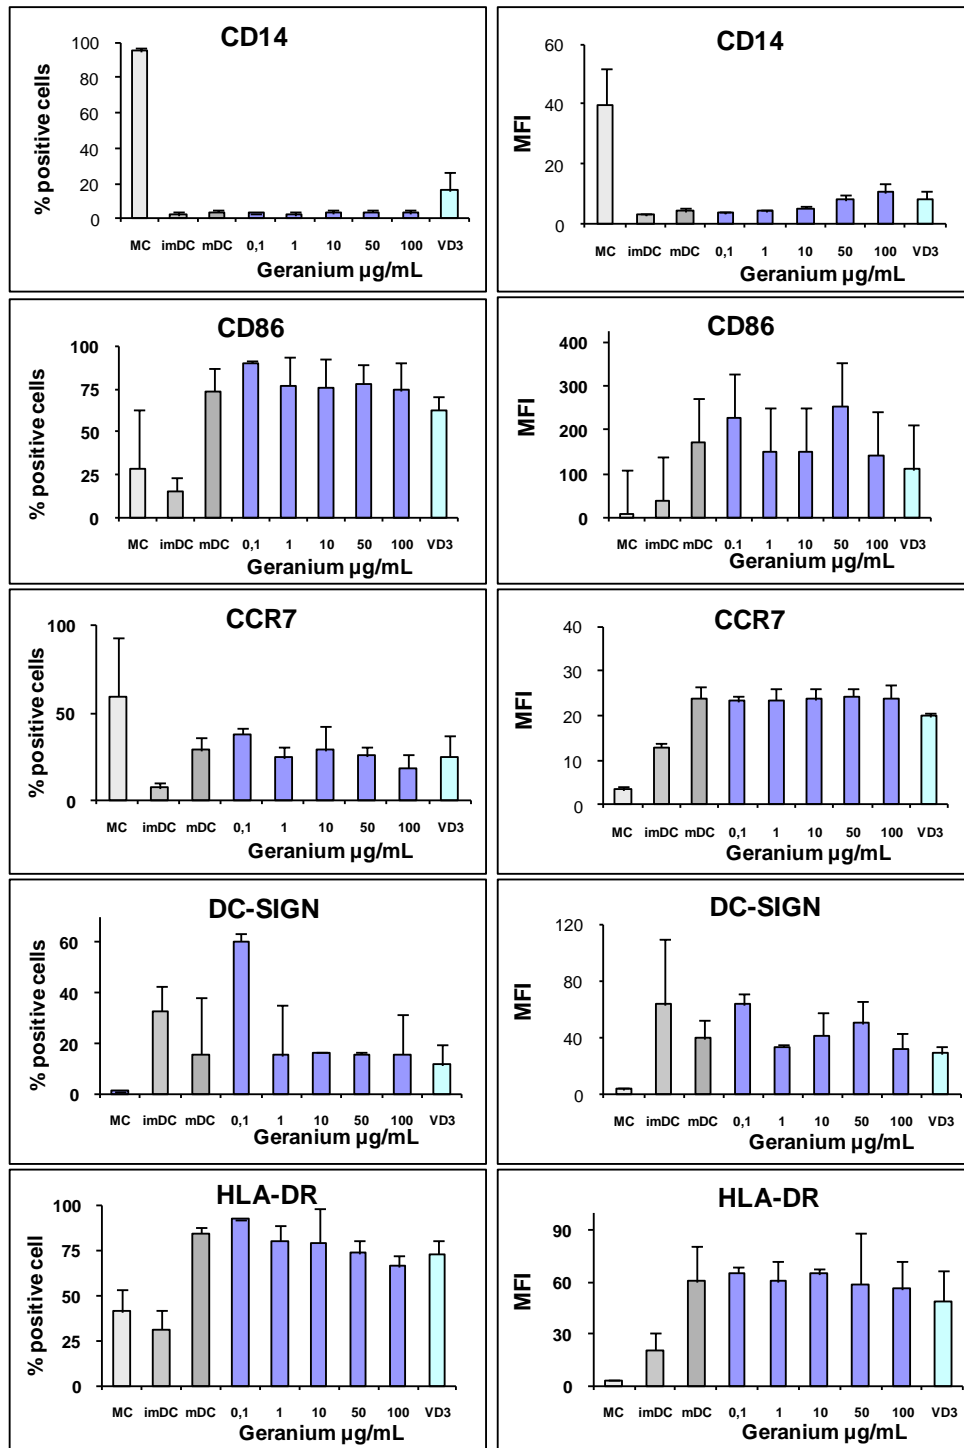 CD14
% positive cells
100
80
60
40
20
0
MC imDC mDC 0,1 1 10 50 100 VD3
Geranium µg/mL
CD14
MFI
60
40
20
0
MC imDC mDC 0,1 1 10 50 100 VD3
Geranium µg/mL
CD86
% positive cells
100
75
50
25
0
MC imDC mDC 0,1 1 10 50 100 VD3
Geranium µg/mL
CD86
MFI
400
300
200
100
0
MC imDC mDC 0.1 1 10 50 100 VD3
Geranium µg/mL
CCR7
% positive cells
100
50
0
MC imDC mDC 0,1 1 10 50 100 VD3
Geranium µg/mL
CCR7
MFI
40
30
20
10
0
MC imDC mDC 0,1 1 10 50 100 VD3
Geranium µg/mL
DC-SIGN
% positive cells
60
40
20
0
MC imDC mDC 0,1 1 10 50 100 VD3
Geranium µg/mL
DC-SIGN
MFI
120
80
40
0
MC imDC mDC 0,1 1 10 50 100 VD3
Geranium µg/mL
HLA-DR
% positive cell
100
75
50
25
0
MC imDC mDC 0,1 1 10 50 100 VD3
Geranium µg/mL
HLA-DR
MFI
90
60
30
0
MC imDC mDC 0,1 1 10 50 100 VD3
Geranium µg/mL